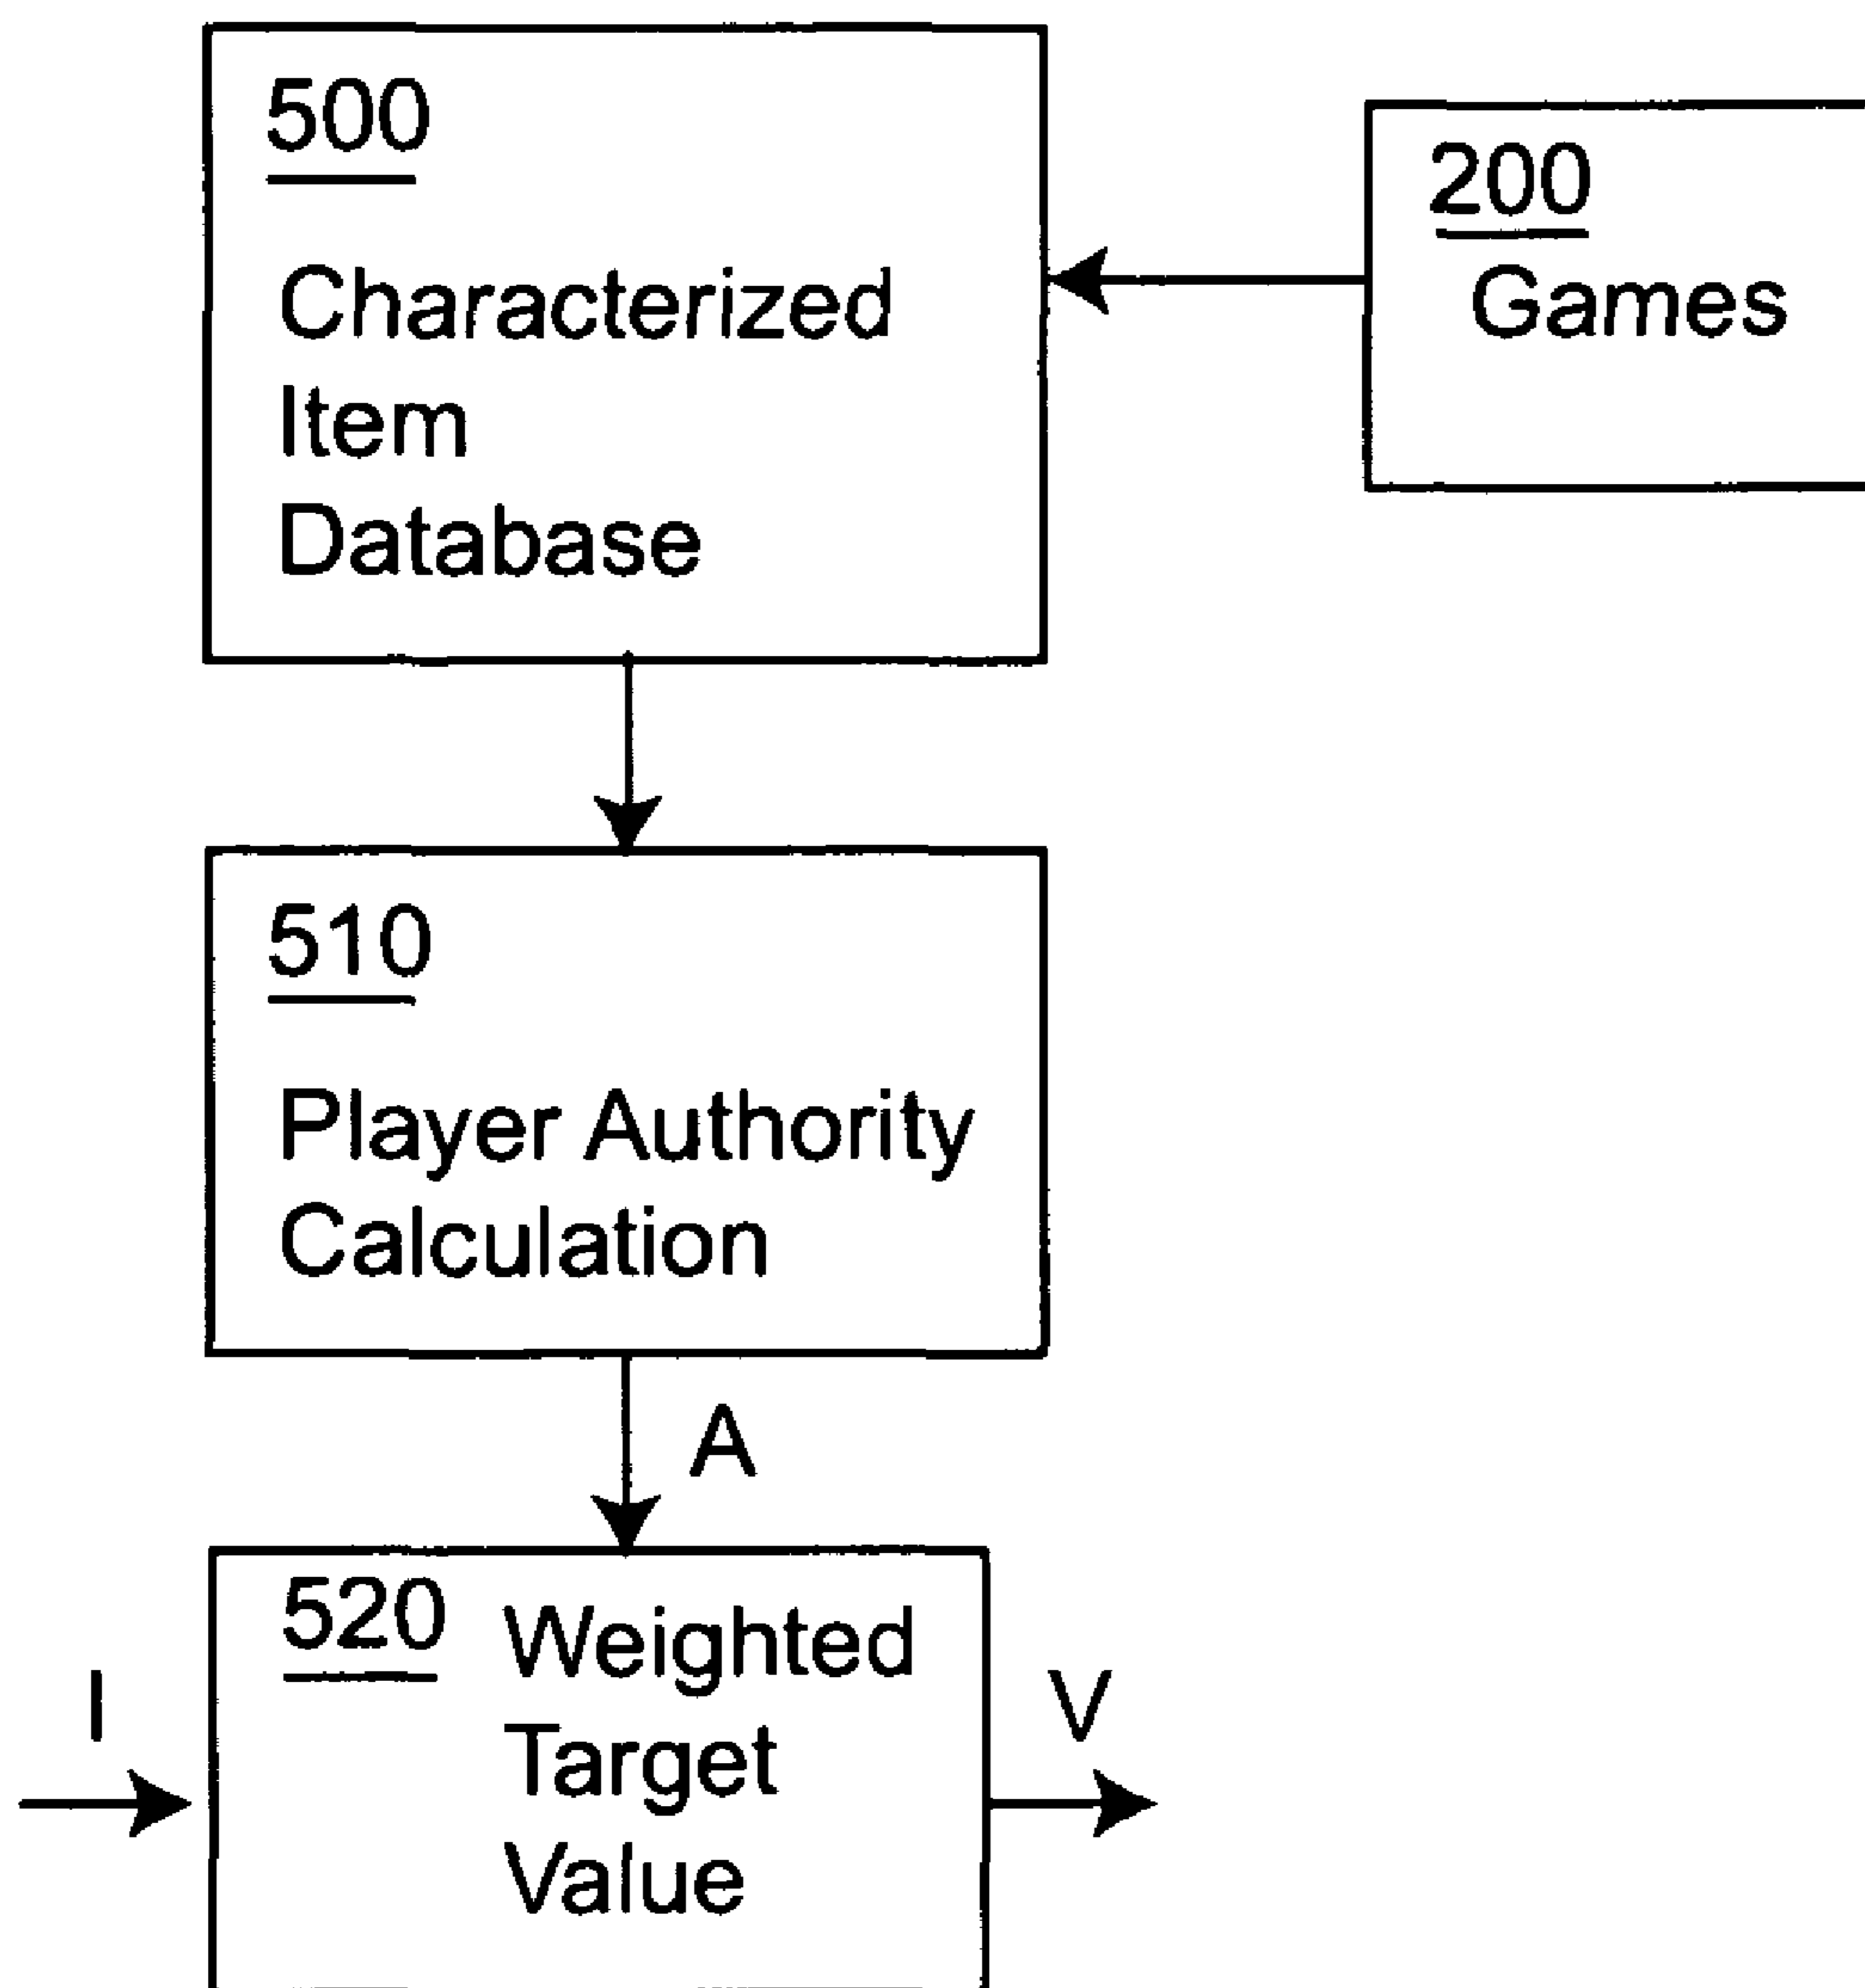 500
Characterized
Item
Database
200
Games
510
Player Authority
Calculation
A
520 Weighted
Target
Value
I
V